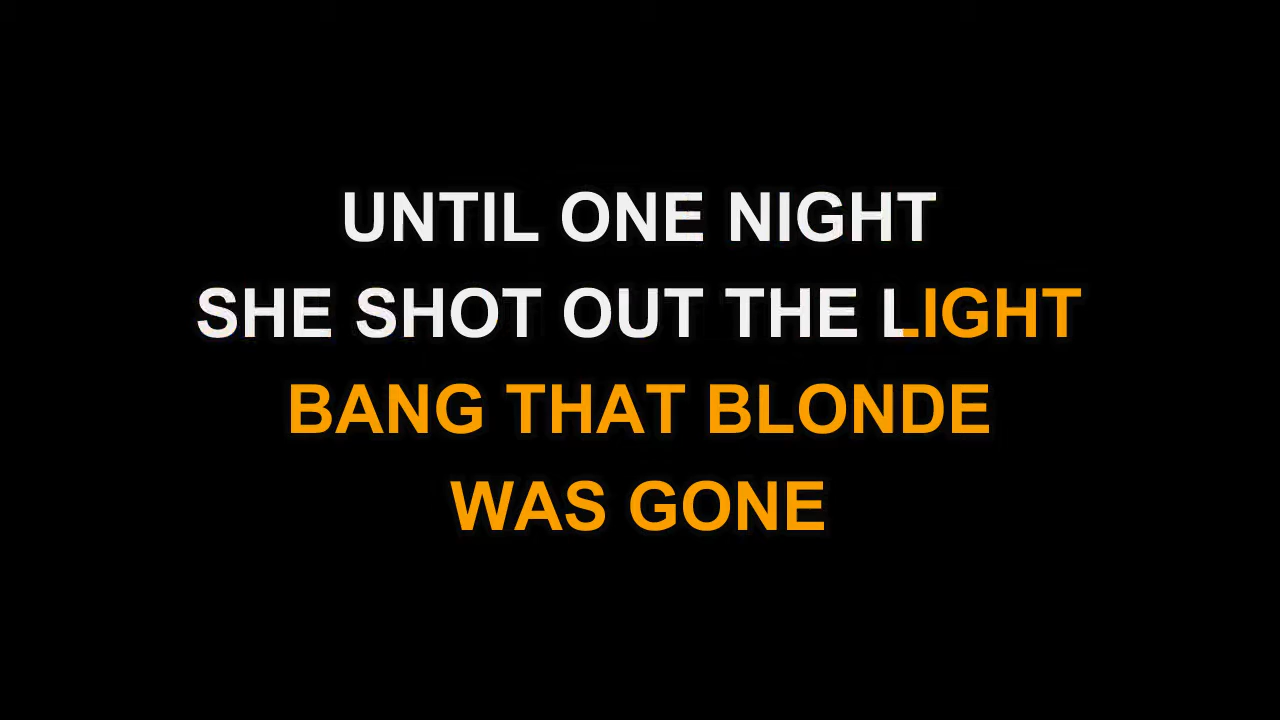 UNTIL ONE NIGHT
SHE SHOT OUT THE LIGHT
BANG THAT BLONDE
WAS GONE